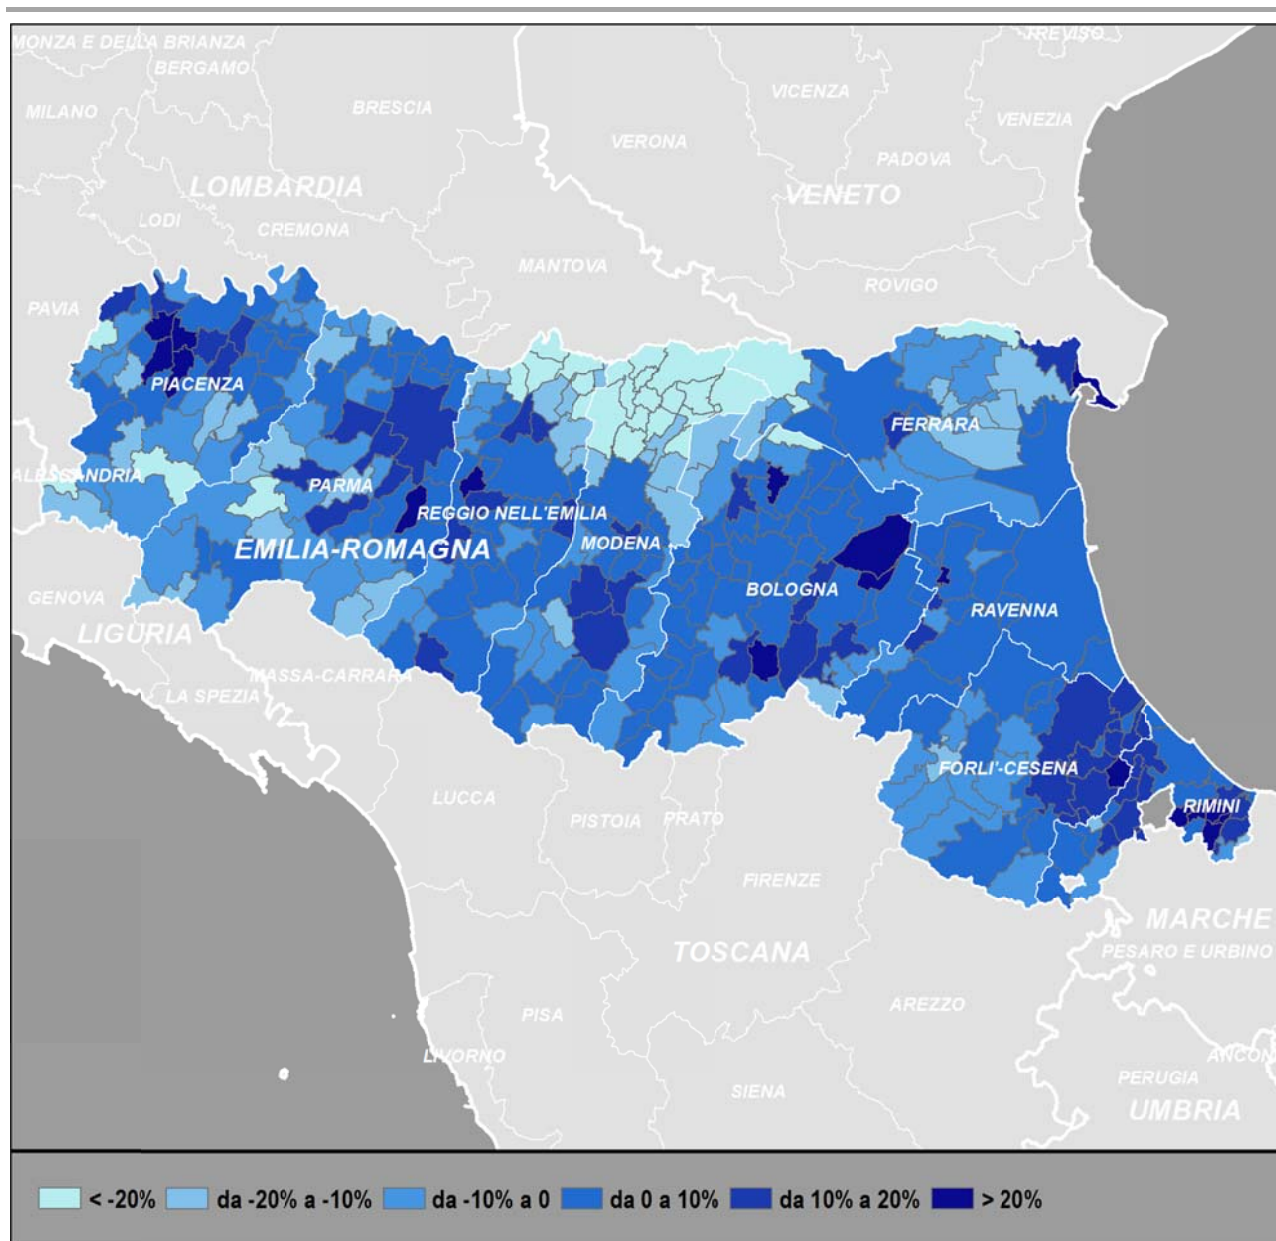 MONZA E DELLA BRIANZA
TREVISO
BERGAMO
BRESCIA
VICENZA
MILANO
VENEZIA
VERONA
PADOVA
LOMBARDIA
VENETO
LODI
CREMONA
MANTOVA
ROVIGO
PAVIA
PIACENZA
FERRARA
ALESSANDRIA
PARMA
REGGIO NELL'EMILIA
EMILIA-ROMAGNA
MODENA
BOLOGNA
GENOVA
RAVENNA
LIGURIA
MASSA-CARRARA
LA SPEZIA
FORLI'-CESENA
LUCCA
RIMINI
PISTOIA
PRATO
FIRENZE
MARCHE
TOSCANA
PESARO E URBINO
AREZZO
PISA
LIVORNO
ANCON
PERUGIA
SIENA
UMBRIA
< -20% da -20% a -10% da -10% a 0 da 0 a 10% da 10% a 20% > 20%